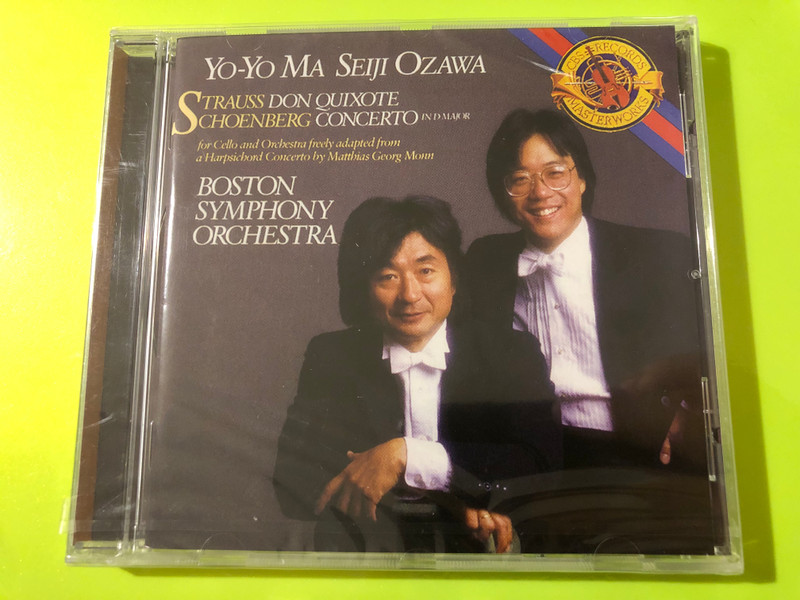 YO-YO MA SEIJI OZAWA
STRAUSS DON QUIXOTE
SCHOENBERG CONCERTO IN D MAJOR
for Cello and Orchestra freely adapted from
a Harpsichord Concerto by Matthias Georg Monn
BOSTON
SYMPHONY
ORCHESTRA
CBS RECORDS
MASTERWORKS